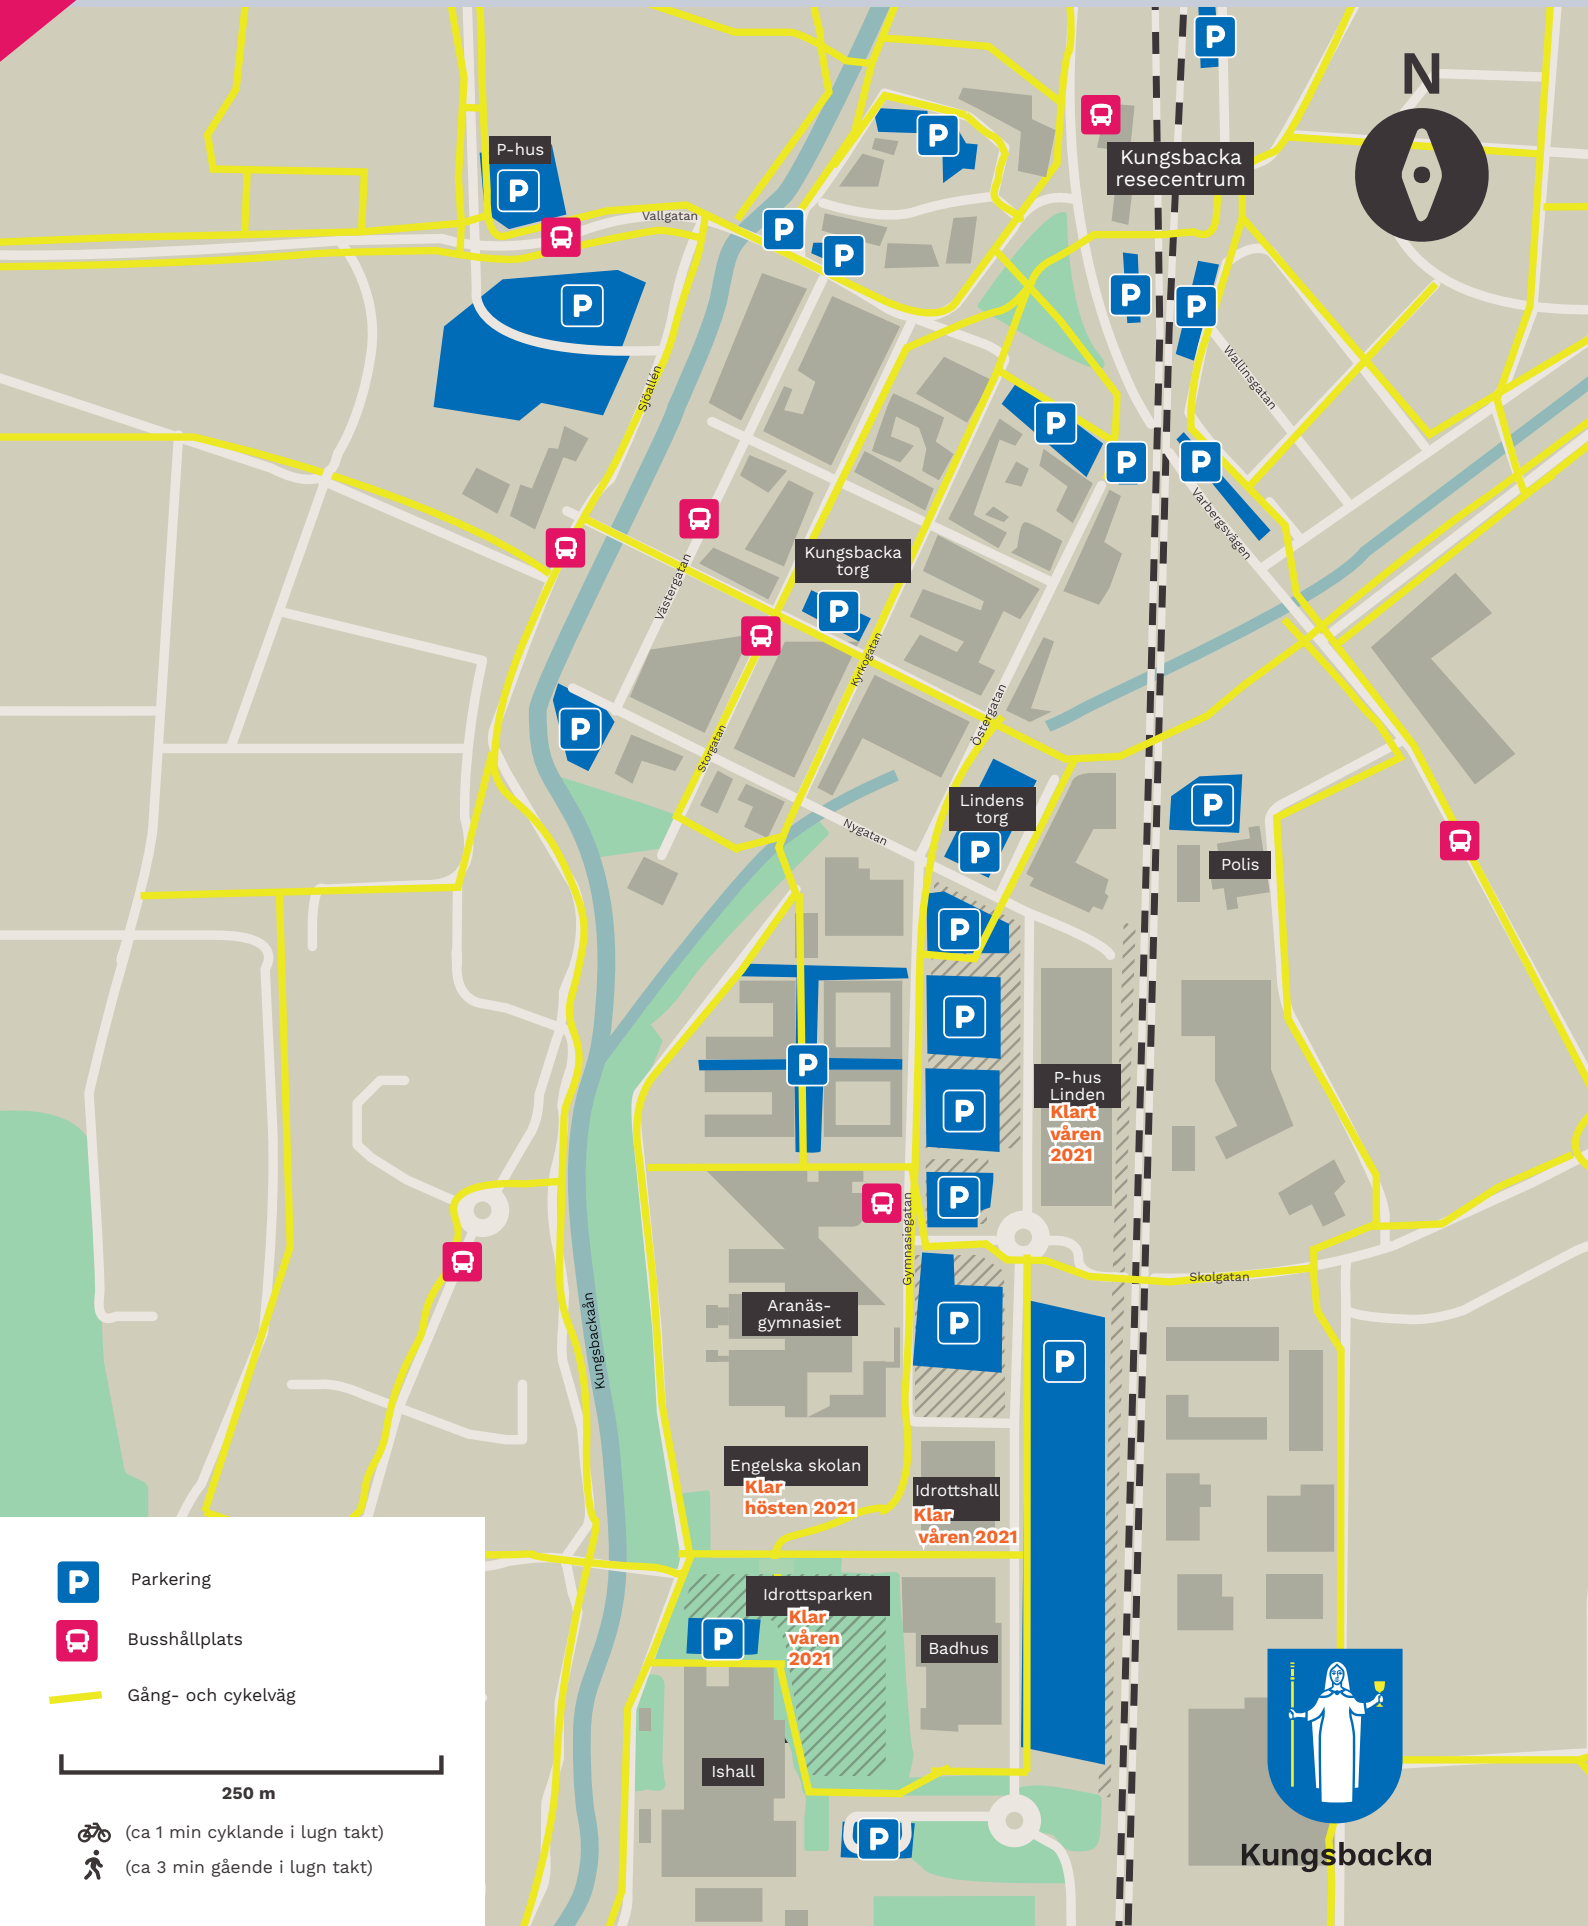 N
P
P-hus
P
P
Kungsbacka
resecentrum
Vallgatan
P
P
P
P
P
Sjöallén
Wallinsgatan
P
P
P
Varbergsvägen
Kungsbacka
torg
Västergatan
P
Kyrkogatan
P
Storgatan
Östergatan
Lindens
torg
P
Nygatan
P
Polis
P
P
P
P-hus
Linden
Klart
våren
2021
P
P
Gymnasiegatan
Skolgatan
Kungsbackaån
Aranäs-
gymnasiet
P
P
Engelska skolan
Klar
hösten 2021
Idrottshall
Klar
våren 2021
Idrottsparken
Klar
våren
2021
P
Badhus
Ishall
P
P Parkering
Busshållplats
Gång- och cykelväg
250 m
(ca 1 min cyklande i lugn takt)
(ca 3 min gående i lugn takt)
Kungsbacka